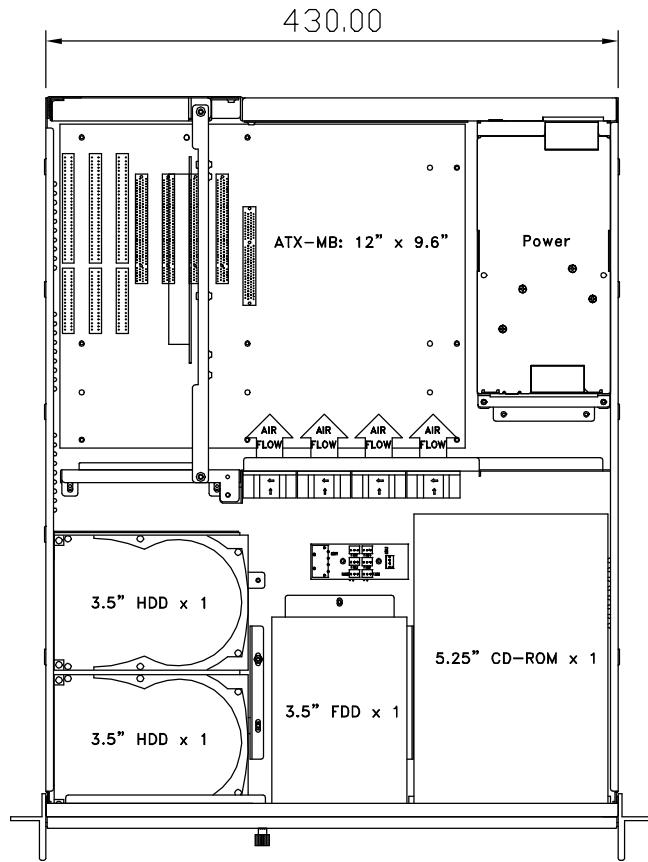 430.00
ATX-MB: 12” x 9.6”
Power
AIR
FLOW
AIR
FLOW
AIR
FLOW
AIR
FLOW
3.5” HDD x 1
5.25” CD-ROM x 1
3.5” FDD x 1
3.5” HDD x 1